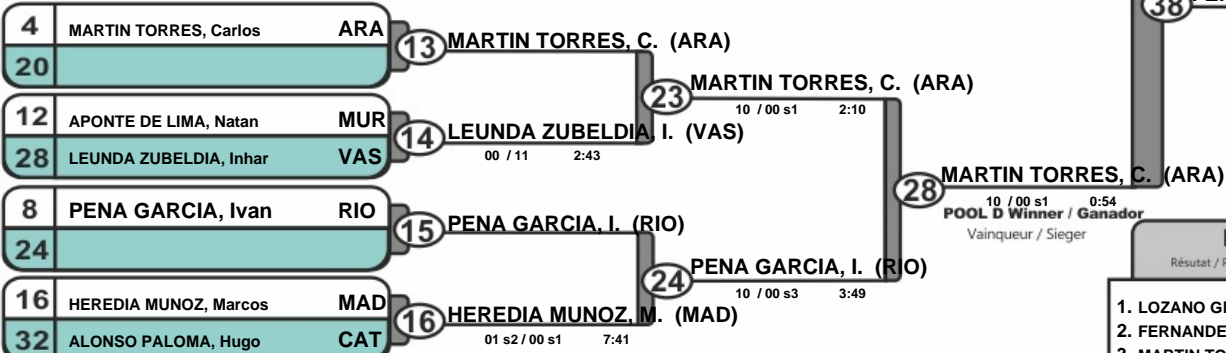 38
4 MARTIN TORRES, Carlos ARA
20
13 MARTIN TORRES, C. (ARA)
23 MARTIN TORRES, C. (ARA)
10 / 00 s1 2:10
12 APONTE DE LIMA, Natan MUR
28 LEUNDA ZUBELDIA, Inhar VAS
14 LEUNDA ZUBELDIA, I. (VAS)
00 / 11 2:43
28 MARTIN TORRES, C. (ARA)
10 / 00 s1 0:54
POOL D Winner / Ganador
Vainqueur / Sieger
8 PENA GARCIA, Ivan RIO
24
15 PENA GARCIA, I. (RIO)
24 PENA GARCIA, I. (RIO)
10 / 00 s3 3:49
16 HEREDIA MUNOZ, Marcos MAD
32 ALONSO PALOMA, Hugo CAT
16 HEREDIA MUNOZ, M. (MAD)
01 s2 / 00 s1 7:41
Résutat /
1. LOZANO
2. FERNANDE
3. MARTIN TO